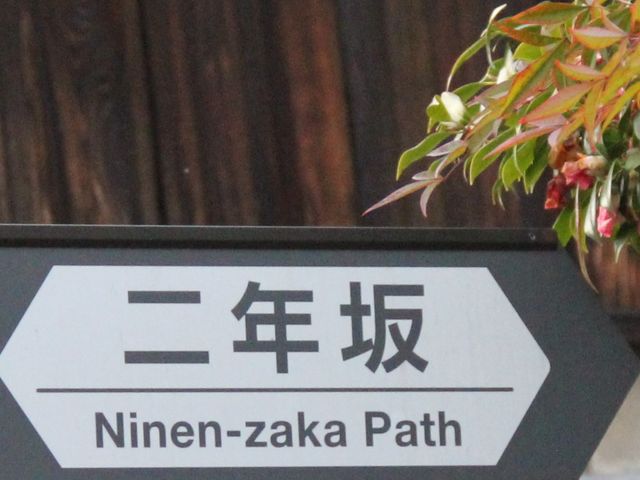 二年坂
Ninen-zaka Path